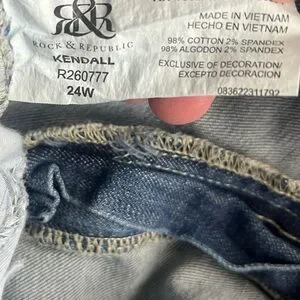 R&R
ROCK & REPUBLIC
KENDALL
R260777
24W
MADE IN VIETNAM
HECHO EN VIETNAM
98% COTTON 2% SPANDEX
98% ALGODON 2% SPANDEX
EXCLUSIVE OF DECORATION/
EXCEPTO DECORACION
083622311792